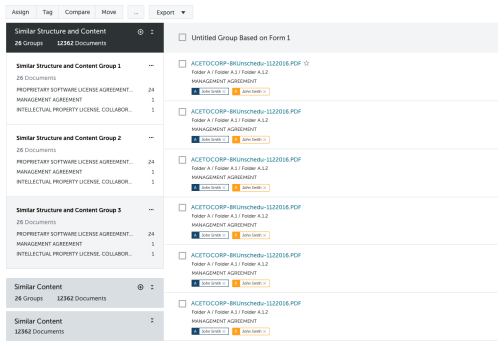 Assign Tag Compare Move ... Export
Similar Structure and Content
26 Groups 12362 Documents
Similar Structure and Content Group 1 ...
26 Documents
PROPRIETARY SOFTWARE LICENSE AGREEMENT... 24
MANAGEMENT AGREEMENT 1
INTELLECTUAL PROPERTY LICENSE, COLLABOR... 1
Similar Structure and Content Group 2 ...
26 Documents
PROPRIETARY SOFTWARE LICENSE AGREEMENT... 24
MANAGEMENT AGREEMENT 1
INTELLECTUAL PROPERTY LICENSE, COLLABOR... 1
Similar Structure and Content Group 3 ...
26 Documents
PROPRIETARY SOFTWARE LICENSE AGREEMENT... 24
MANAGEMENT AGREEMENT 1
INTELLECTUAL PROPERTY LICENSE, COLLABOR... 1
Similar Content
26 Groups 12362 Documents
Similar Content
12362 Documents
Untitled Group Based on Form 1
ACETOCORP-8KUnschedu-1122016.PDF
Folder A / Folder A.1 / Folder A.1.2
MANAGEMENT AGREEMENT
A John Smith × R John Smith ×
ACETOCORP-8KUnschedu-1122016.PDF
Folder A / Folder A.1 / Folder A.1.2
MANAGEMENT AGREEMENT
A John Smith × R John Smith ×
ACETOCORP-8KUnschedu-1122016.PDF
Folder A / Folder A.1 / Folder A.1.2
MANAGEMENT AGREEMENT
A John Smith × R John Smith ×
ACETOCORP-8KUnschedu-1122016.PDF
Folder A / Folder A.1 / Folder A.1.2
MANAGEMENT AGREEMENT
A John Smith × R John Smith ×
ACETOCORP-8KUnschedu-1122016.PDF
Folder A / Folder A.1 / Folder A.1.2
MANAGEMENT AGREEMENT
A John Smith × R John Smith ×
ACETOCORP-8KUnschedu-1122016.PDF
Folder A / Folder A.1 / Folder A.1.2
MANAGEMENT AGREEMENT
A John Smith × R John Smith ×